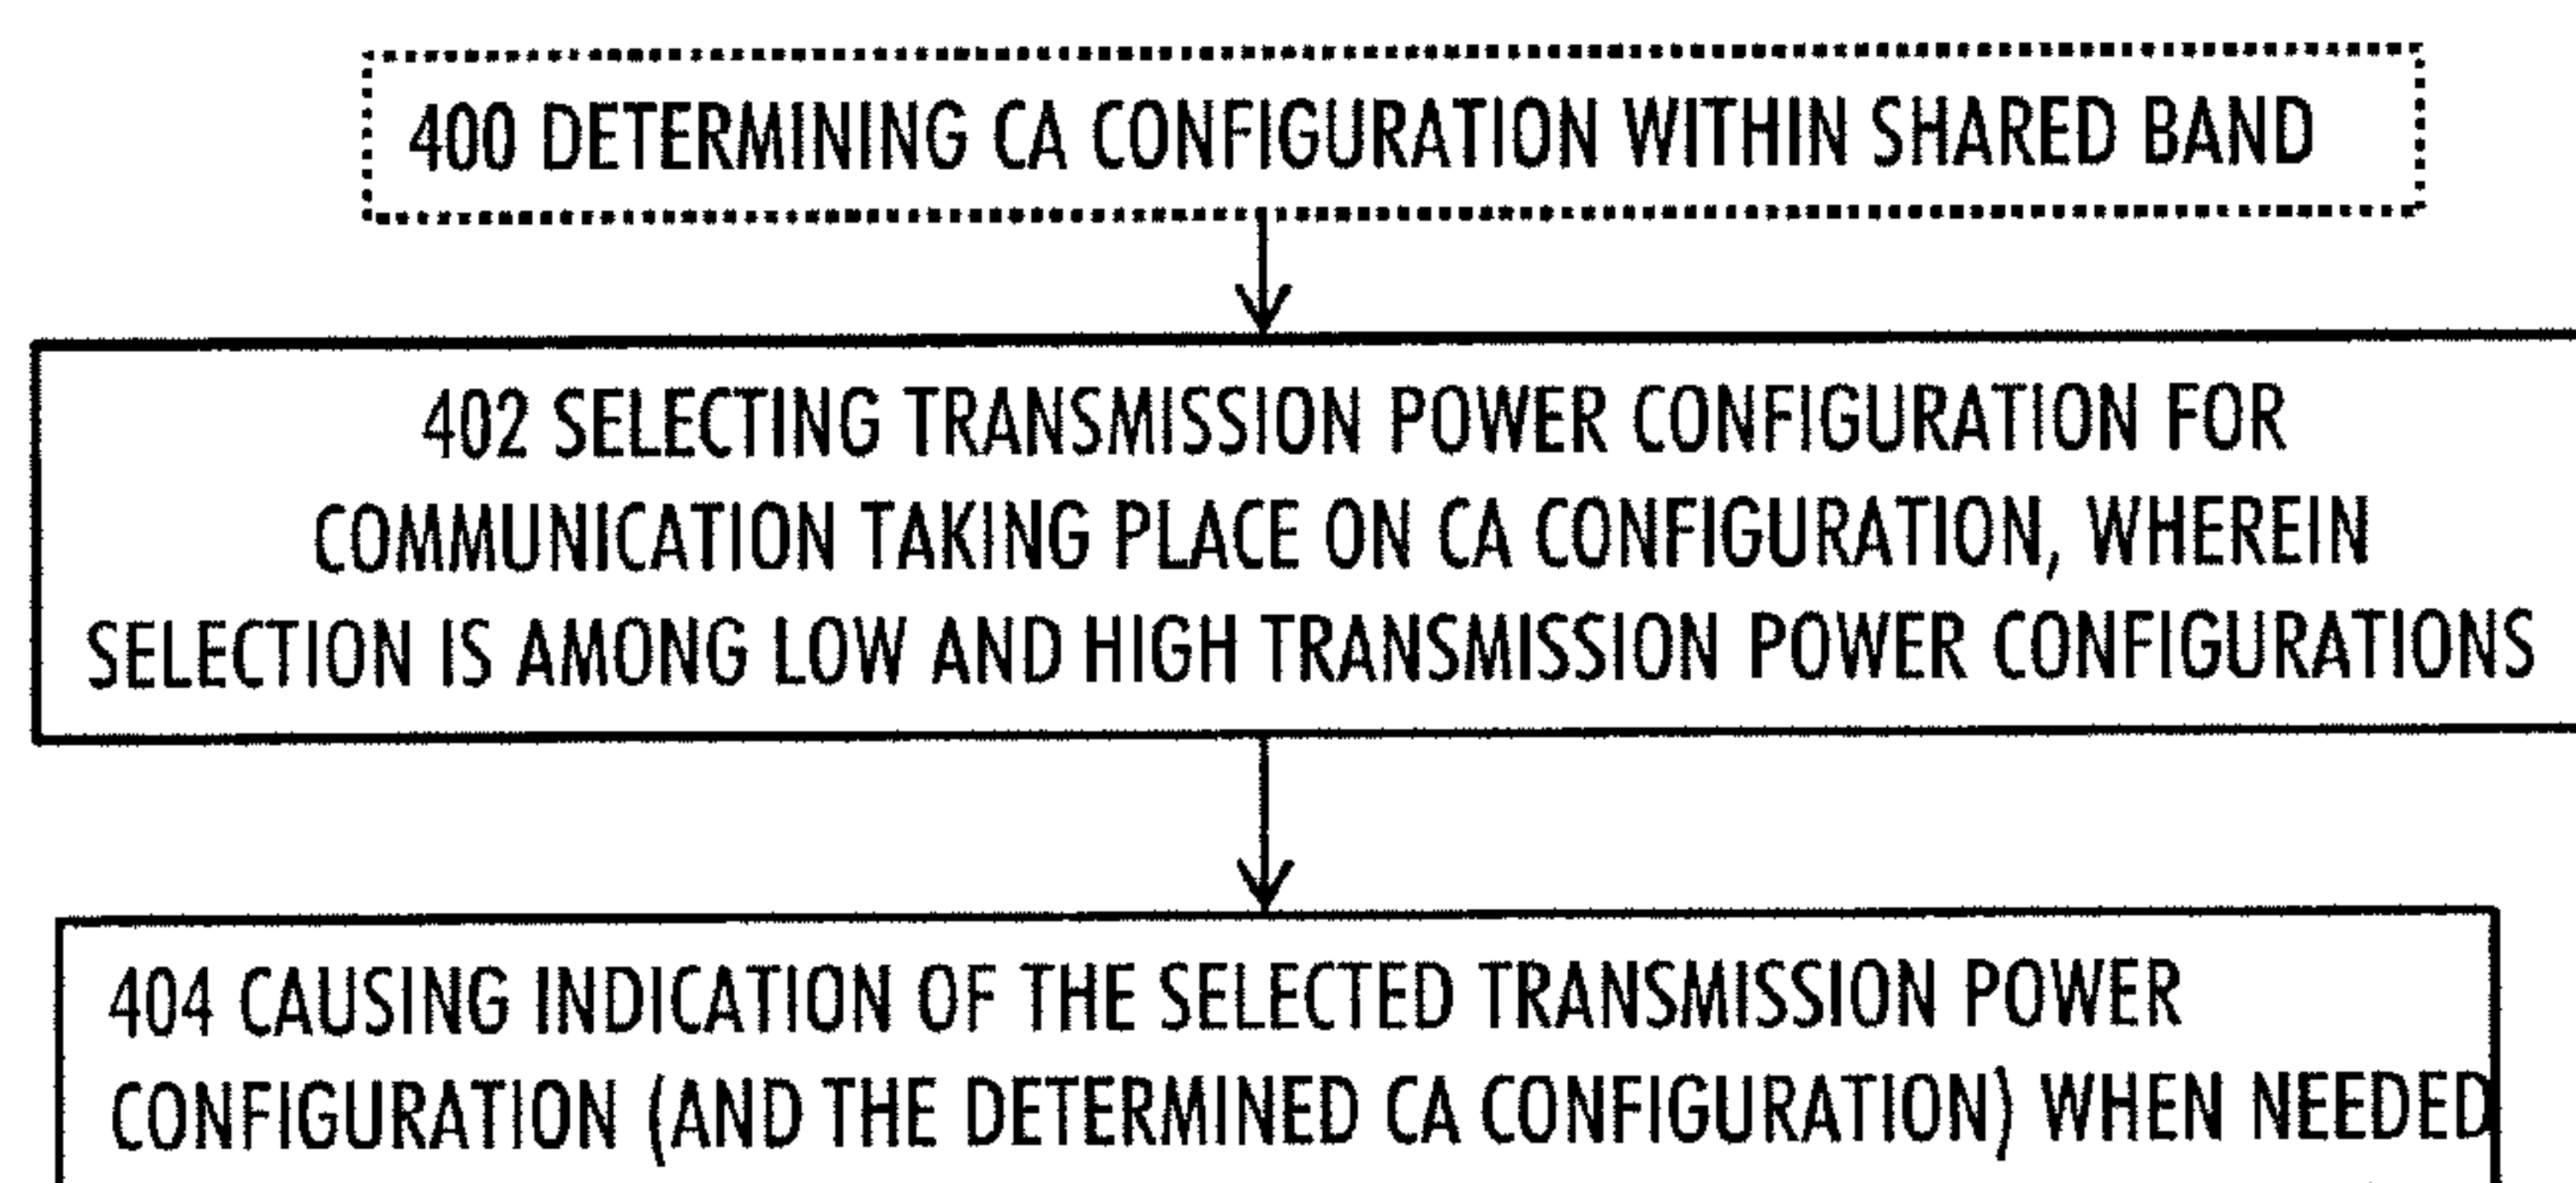 400 DETERMINING CA CONFIGURATION WITHIN SHARED BAND
402 SELECTING TRANSMISSION POWER CONFIGURATION FOR
COMMUNICATION TAKING PLACE ON CA CONFIGURATION, WHEREIN
SELECTION IS AMONG LOW AND HIGH TRANSMISSION POWER CONFIGURATIONS
404 CAUSING INDICATION OF THE SELECTED TRANSMISSION POWER
CONFIGURATION (AND THE DETERMINED CA CONFIGURATION) WHEN NEEDED